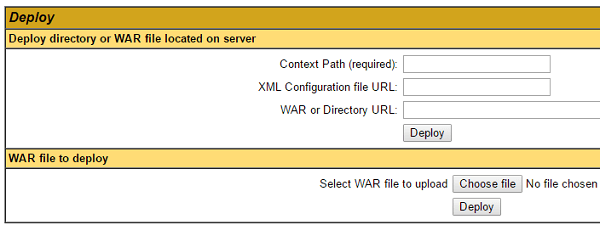 Deploy
Deploy directory or WAR file located on server
Context Path (required):
XML Configuration file URL:
WAR or Directory URL:
Deploy
WAR file to deploy
Select WAR file to upload Choose file No file chosen
Deploy